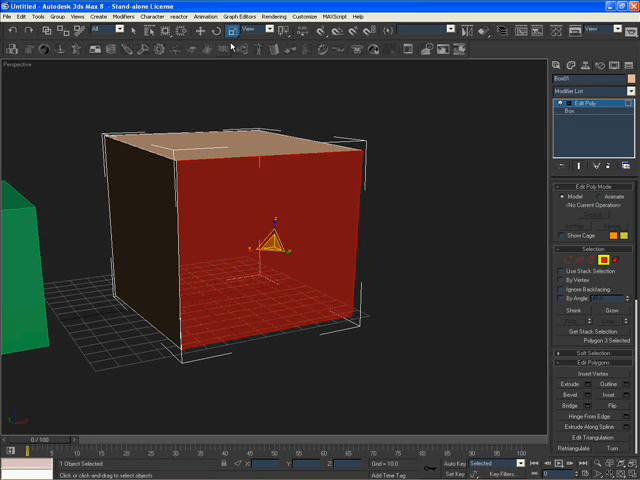 Untitled - Autodesk 3ds Max 8 - Stand-alone License
File Edit Tools Group Views Create Modifiers Character reactor Animation Graph Editors Rendering Customize MAXScript Help
All View View
Perspective
Box01
Modifier List
Edit Poly
Box
Edit Poly Mode
Model Animate
<No Current Operation>
Show Cage
Selection
Use Stack Selection
By Vertex
Ignore Backfacing
By Angle
Shrink Grow
Get Stack Selection
Polygon 3 Selected
Soft Selection
Edit Polygons
Insert Vertex
Extrude Outline
Bevel Inset
Bridge Flip
Hinge From Edge
Extrude Along Spline
Edit Triangulation
Retriangulate Turn
0 / 100
5 10 15 20 25 30 35 40 45 50 55 60 65 70 75 80 85 90 95 100
1 Object Selected X: Y: Z: Grid = 10.0 Auto Key Selected
Click or click-and-drag to select objects Add Time Tag Set Key Key Filters... 0